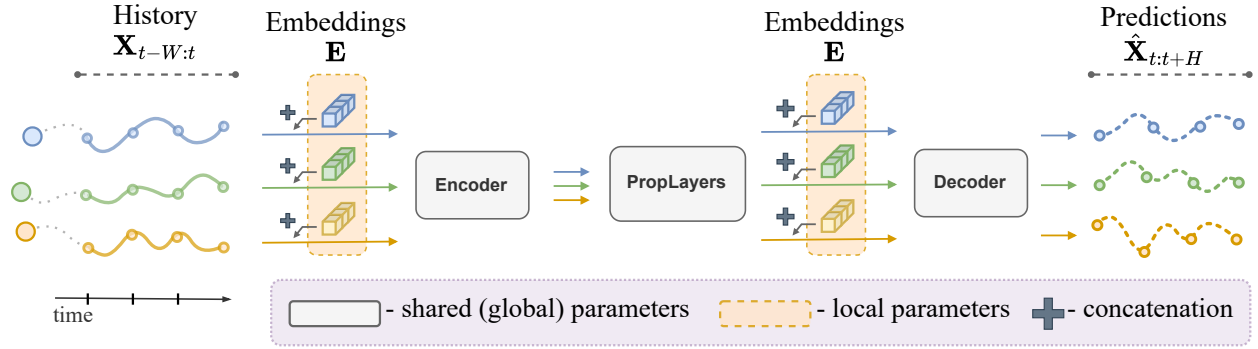 History
X_{t−W:t}
Embeddings
E
Embeddings
E
Predictions
X̂_{t:t+H}
Encoder
PropLayers
Decoder
time
- shared (global) parameters
- local parameters
- concatenation